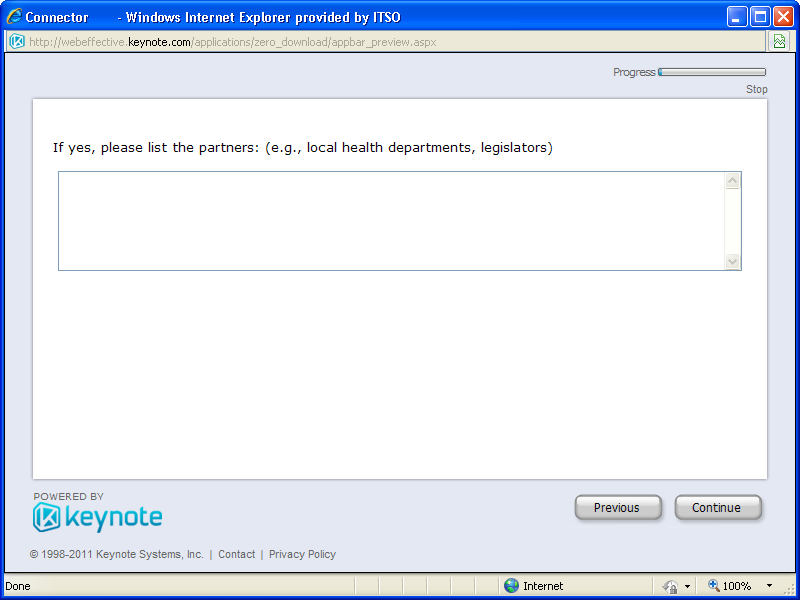 Connector - Windows Internet Explorer provided by ITSO
http://webeffective.keynote.com/applications/zero_download/appbar_preview.aspx
Progress
Stop
If yes, please list the partners: (e.g., local health departments, legislators)
POWERED BY
keynote
Previous
Continue
© 1998-2011 Keynote Systems, Inc. | Contact | Privacy Policy
Done
Internet
100%